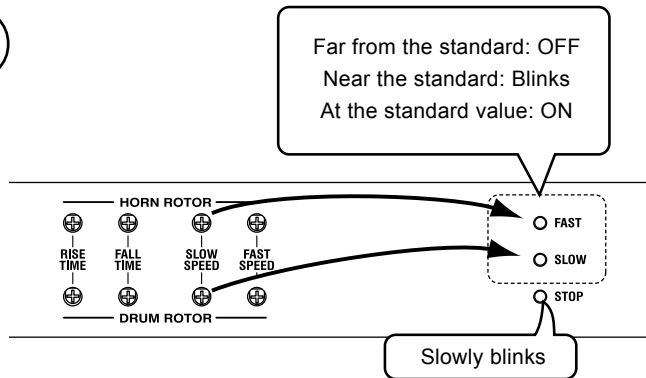 Far from the standard: OFF
Near the standard: Blinks
At the standard value: ON
HORN ROTOR
RISE TIME
FALL TIME
SLOW SPEED
FAST SPEED
DRUM ROTOR
FAST
SLOW
STOP
Slowly blinks